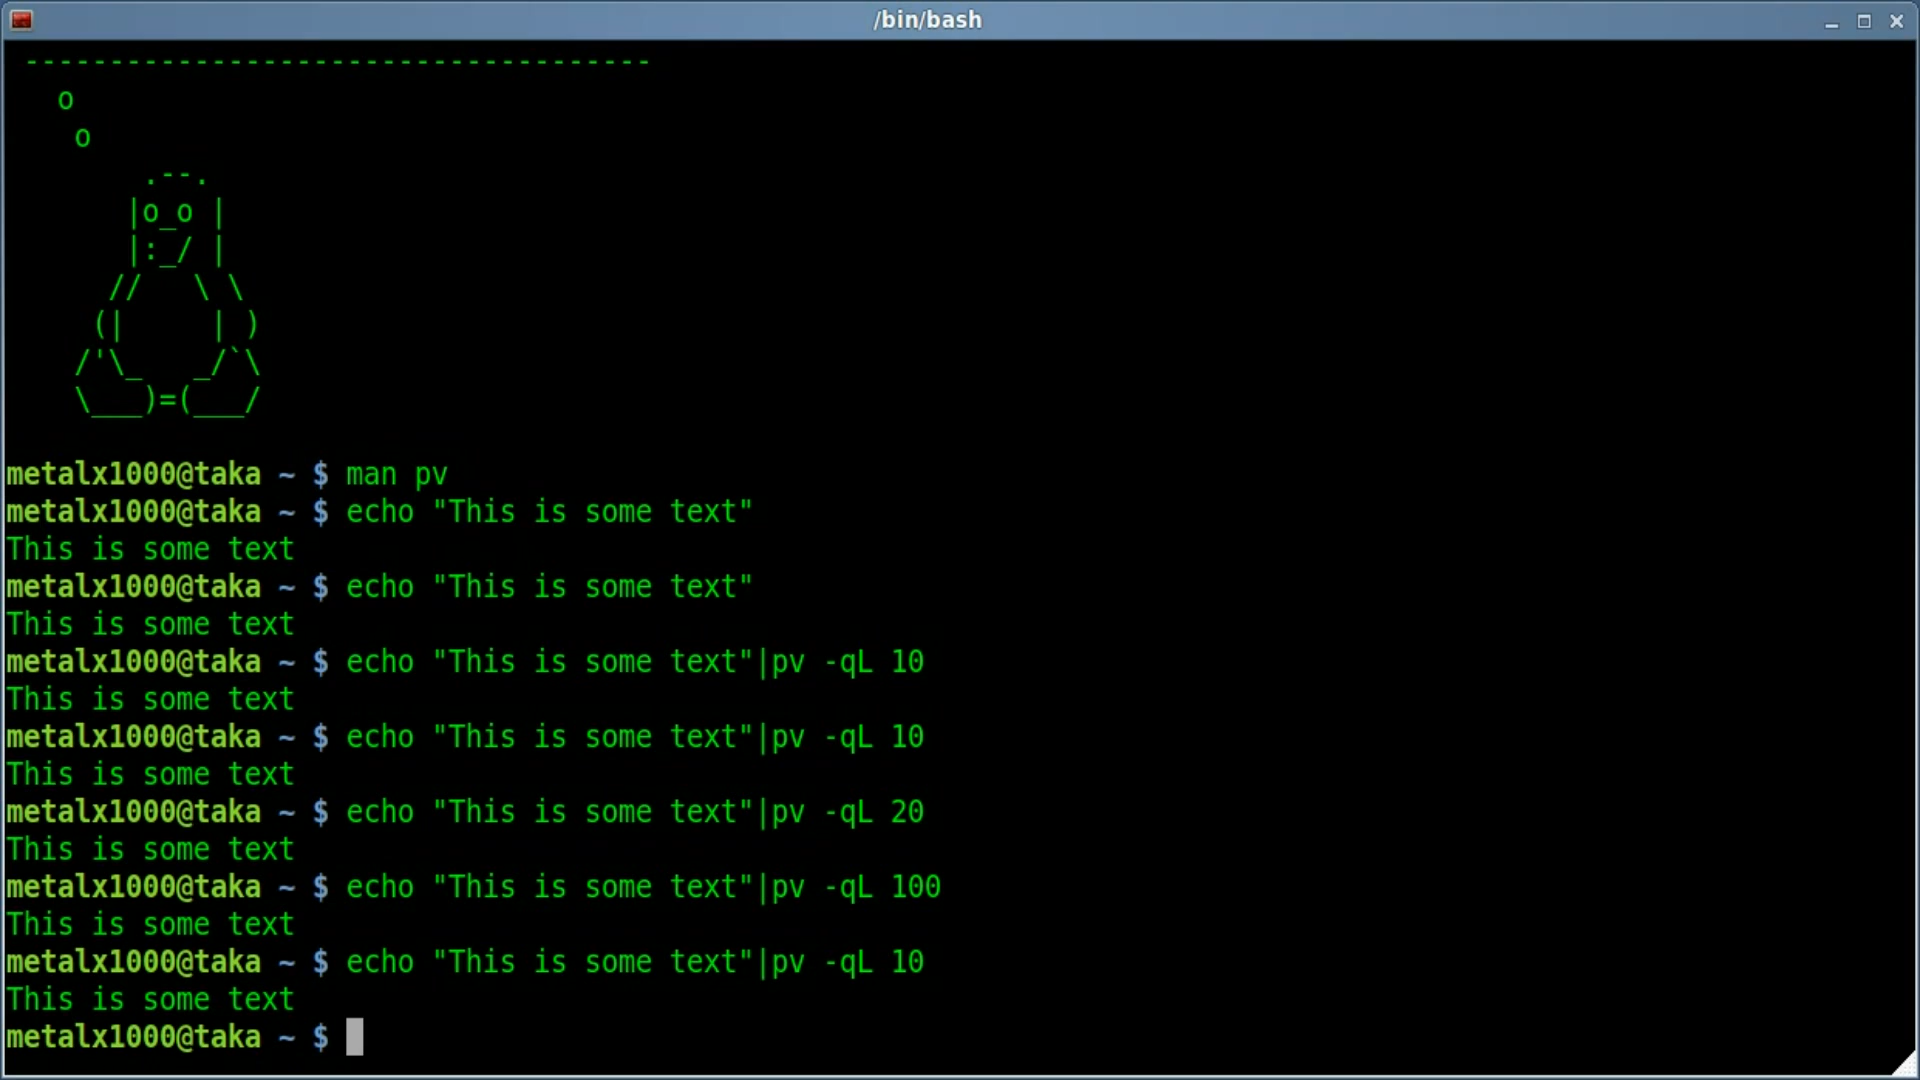 /bin/bash
-------------------------------------
   o
    o
        .--.
       |o_o |
       |:_/ |
      //   \ \
     (|     | )
    /'\_   _/`\
    \___)=(___/
metalx1000@taka ~ $ man pv
metalx1000@taka ~ $ echo "This is some text"
This is some text
metalx1000@taka ~ $ echo "This is some text"
This is some text
metalx1000@taka ~ $ echo "This is some text"|pv -qL 10
This is some text
metalx1000@taka ~ $ echo "This is some text"|pv -qL 10
This is some text
metalx1000@taka ~ $ echo "This is some text"|pv -qL 20
This is some text
metalx1000@taka ~ $ echo "This is some text"|pv -qL 100
This is some text
metalx1000@taka ~ $ echo "This is some text"|pv -qL 10
This is some text
metalx1000@taka ~ $